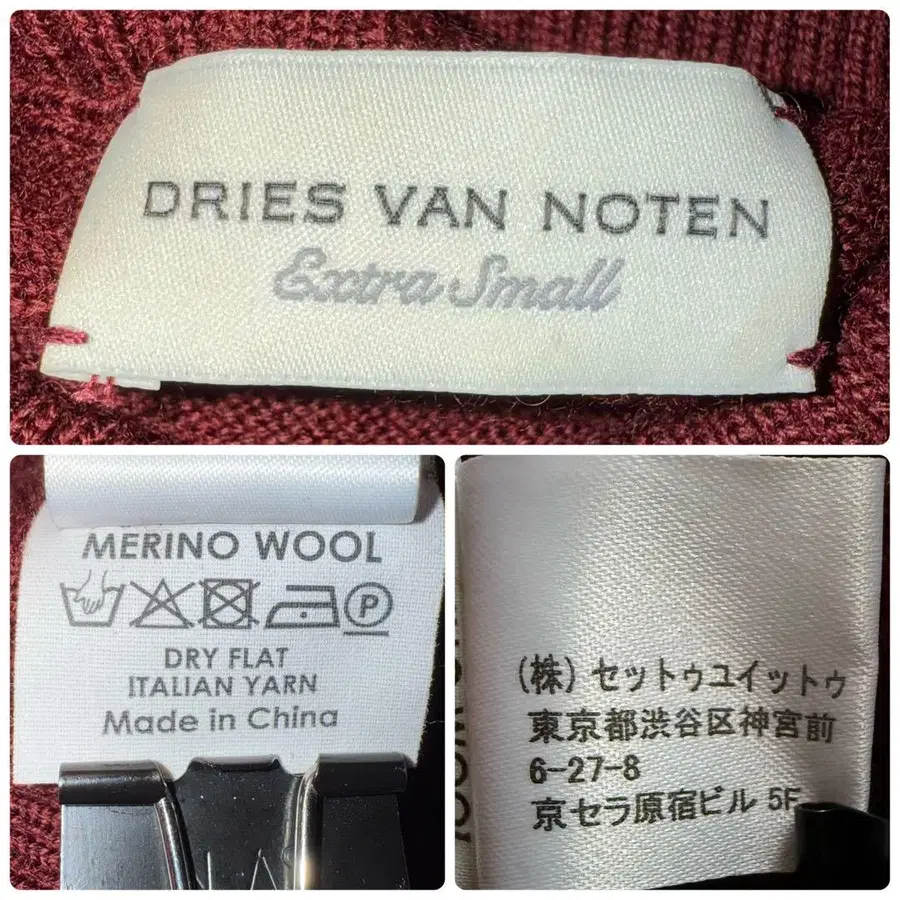 DRIES VAN NOTEN
Extra Small
MERINO WOOL
P
DRY FLAT
ITALIAN YARN
Made in China
(株) セットゥユイットゥ
東京都渋谷区神宮前
6-27-8
京セラ原宿ビル 5F